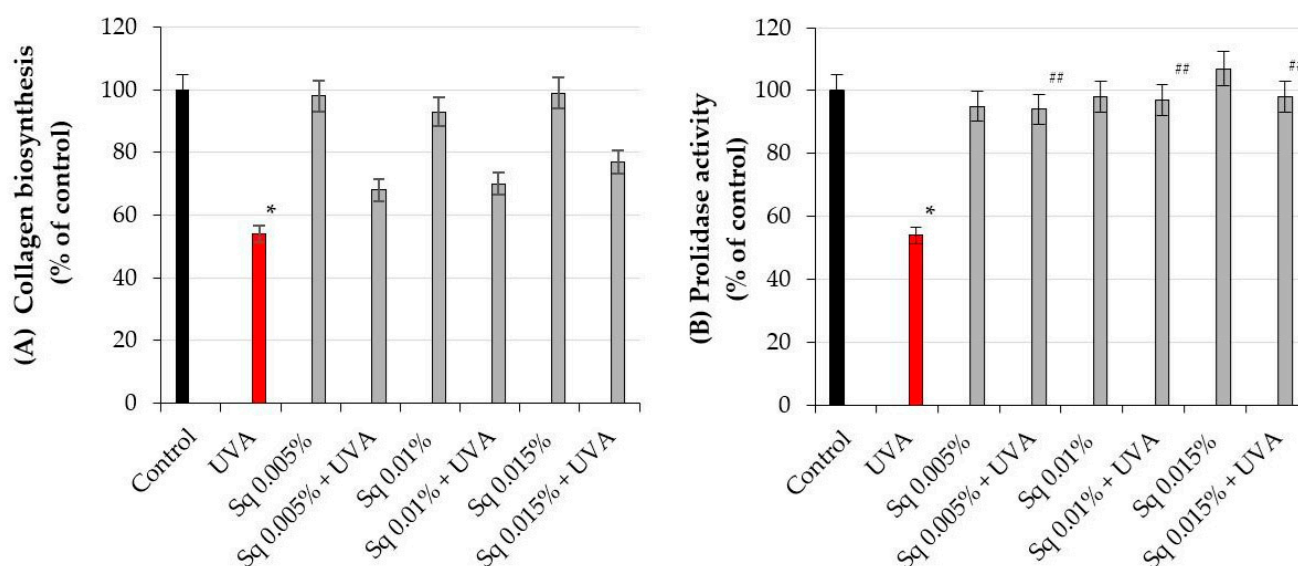 (A) Collagen biosynthesis
(% of control)
120
100
80
60
40
20
0
*
Control
UVA
Sq 0.005%
Sq 0.005% + UVA
Sq 0.01%
Sq 0.01% + UVA
Sq 0.015%
Sq 0.015% + UVA
(B) Prolidase activity
(% of control)
120
100
80
60
40
20
0
*
##
##
##
Control
UVA
Sq 0.005%
Sq 0.005% + UVA
Sq 0.01%
Sq 0.01% + UVA
Sq 0.015%
Sq 0.015% + UVA